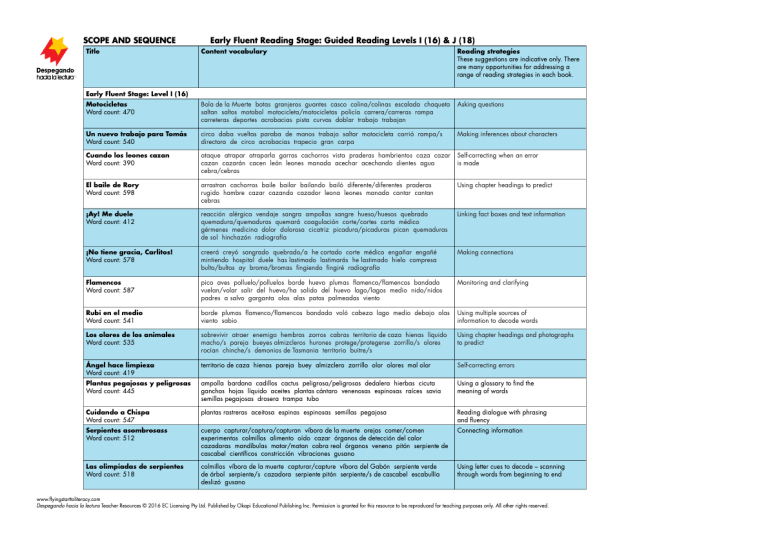 SCOPE AND SEQUENCE
Early Fluent Reading Stage: Guided Reading Levels I (16) & J (18)
Despegando
hacia la lectura
Title
Content vocabulary
Reading strategies
These suggestions are indicative only. There
are many opportunities for addressing a
range of reading strategies in each book.
Early Fluent Stage: Level I (16)
Motocicletas
Word count: 470
Bola de la Muerte botas granjeros guantes casco colina/colinas escalada chaqueta
saltan saltos motobol motocicleta/motocicletas policía carrera/carreras rampa
carreteras deportes acrobacias pista curvas doblar trabajo trabajan
Asking questions
Un nuevo trabajo para Tomás
Word count: 540
circo daba vueltas paraba de manos trabajo saltar motocicleta corrió rampa/s
directora de circo acrobacias trapecio gran carpa
Making inferences about characters
Cuando los leones cazan
Word count: 390
ataque atrapar atraparla garras cachorros vista praderas hambrientos caza cazar
cazan cazarán cacen león leones manada acechar acechando dientes agua
cebra/cebras
Self-correcting when an error
is made
El baile de Rory
Word count: 598
arrastran cachorros baile bailar bailando bailó diferente/diferentes praderas
rugido hambre cazar cazando cazador leona leones manada contar cantan
cebras
Using chapter headings to predict
¡Ay! Me duele
Word count: 412
reacción alérgica vendaje sangra ampollas sangre hueso/huesos quebrado
quemadura/quemaduras quemará coagulación corte/cortes corta médico
gérmenes medicina dolor dolorosa cicatriz picadura/picaduras pican quemaduras
de sol hinchazón radiografía
Linking fact boxes and text information
¡No tiene gracia, Carlitos!
Word count: 578
creerá creyó sangrado quebrado/a he cortado corte médico engañar engañé
mintiendo hospital duele has lastimado lastimarás he lastimado hielo compresa
bulto/bultos ay broma/bromas fingiendo fingiré radiografía
Making connections
Flamencos
Word count: 587
pico aves polluelo/polluelos borde huevo plumas flamenco/flamencos bandada
vuelan/volar salir del huevo/ha salido del huevo lago/lagos medio nido/nidos
padres a salvo garganta olas alas patas palmeadas viento
Monitoring and clarifying
Rubí en el medio
Word count: 541
borde plumas flamenco/flamencos bandada voló cabeza lago medio debajo olas
viento sabio
Using multiple sources of
information to decode words
Los olores de los animales
Word count: 535
sobrevivir atraer enemigo hembras zorros cabras territorio de caza hienas líquido
macho/s pareja bueyes almizcleros hurones protege/protegerse zorrillo/s olores
rocían chinche/s demonios de Tasmania territorio buitre/s
Using chapter headings and photographs
to predict
Ángel hace limpieza
Word count: 419
territorio de caza hienas pareja buey almizclera zorrillo olor olores mal olor
Self-correcting errors
Plantas pegajosas y peligrosas
Word count: 445
ampolla bardana cadillos cactus peligrosa/peligrosas dedalera hierbas cicuta
ganchos hojas líquido aceites plantas cántaro venenosas espinosas raíces savia
semillas pegajosas drosera trampa tubo
Using a glossary to find the
meaning of words
Cuidando a Chispa
Word count: 547
plantas rastreras aceitosa espinas espinosas semillas pegajosa
Reading dialogue with phrasing
and fluency
Serpientes asombrosass
Word count: 512
cuerpo capturar/captura/capturan víbora de la muerte comer/comen
experimentos colmillos alimento oído cazar órganos de detección del calor
cazadoras mandíbulas matar/matan cobra real órganos veneno pitón serpiente de
cascabel científicos constricción vibraciones gusano
Connecting information
Las olimpiadas de serpientes
Word count: 518
colmillos víbora de la muerte capturar/capture víbora del Gabón serpiente verde
de árbol serpiente/s cazadora serpiente pitón serpiente/s de cascabel escabullía
deslizó gusano
Using letter cues to decode – scanning
through words from beginning to end
www.flyingstarttoliteracy.com
Despegando hacia la lectura Teacher Resources © 2016 EC Licensing Pty Ltd. Published by Okapi Educational Publishing Inc. Permission is granted for this resource to be reproduced for teaching purposes only. All other rights reserved.